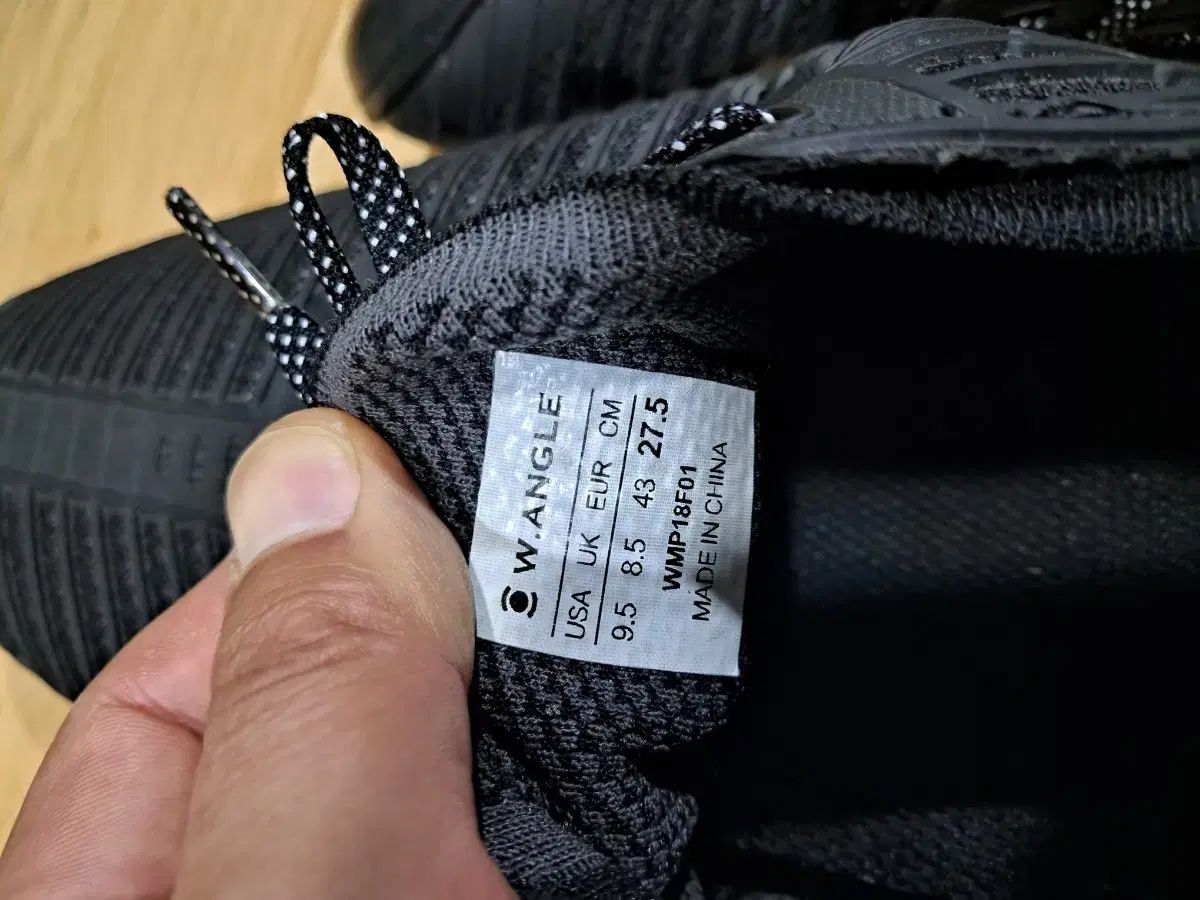 W.ANGLE
USA UK EUR CM
9.5 8.5 43 27.5
WMP18F01
MADE IN CHINA